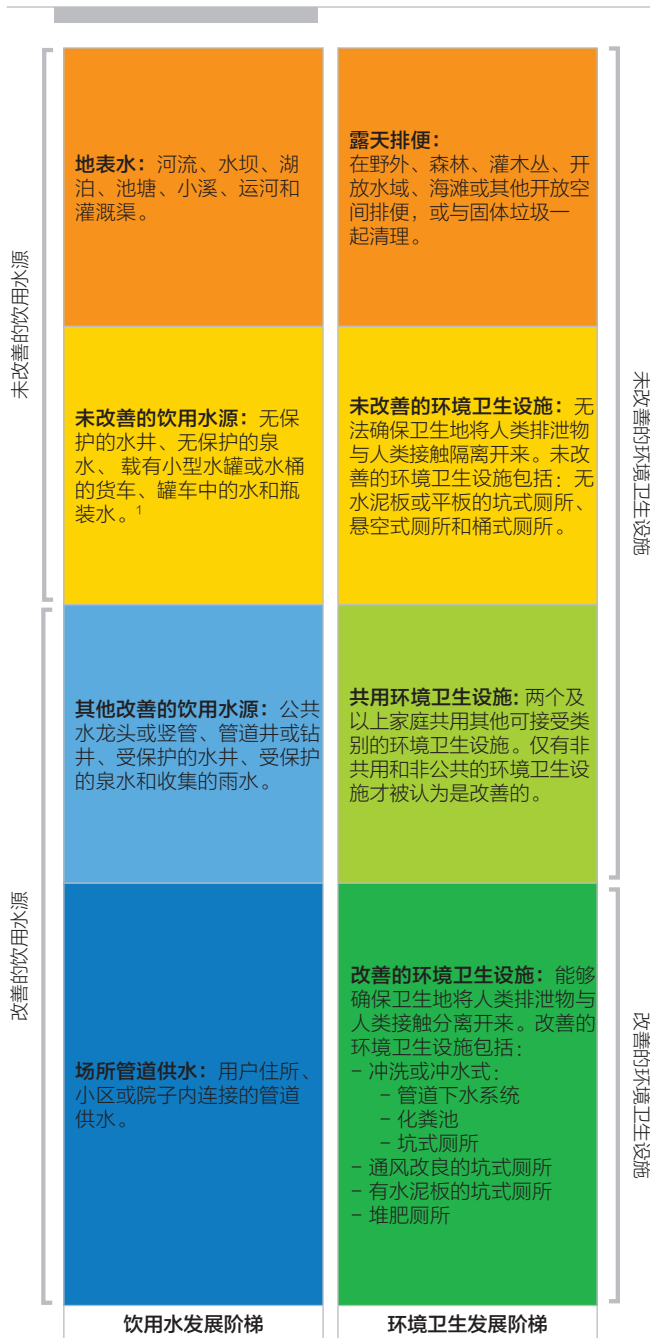 未改善的饮用水源
地表水：河流、水坝、湖
泊、池塘、小溪、运河和
灌溉渠。
未改善的饮用水源：无保
护的水井、无保护的泉
水、 载有小型水罐或水桶
的货车、罐车中的水和瓶
装水。1
改善的饮用水源
其他改善的饮用水源：公共
水龙头或竖管、管道井或钻
井、受保护的水井、受保护
的泉水和收集的雨水。
场所管道供水：用户住所、
小区或院子内连接的管道
供水。
饮用水发展阶梯
露天排便：
在野外、森林、灌木丛、开
放水域、海滩或其他开放空
间排便，或与固体垃圾一
起清理。
未改善的环境卫生设施：无
法确保卫生地将人类排泄物
与人类接触隔离开来。未改
善的环境卫生设施包括：无
水泥板或平板的坑式厕所、
悬空式厕所和桶式厕所。
共用环境卫生设施：两个及
以上家庭共用其他可接受类
别的环境卫生设施。仅有非
共用和非公共的环境卫生设
施才被认为是改善的。
未改善的环境卫生设施
改善的环境卫生设施：能够
确保卫生地将人类排泄物与
人类接触分离开来。改善的
环境卫生设施包括：
– 冲洗或冲水式：
– 管道下水系统
– 化粪池
– 坑式厕所
– 通风改良的坑式厕所
– 有水泥板的坑式厕所
– 堆肥厕所
改善的环境卫生设施
环境卫生发展阶梯